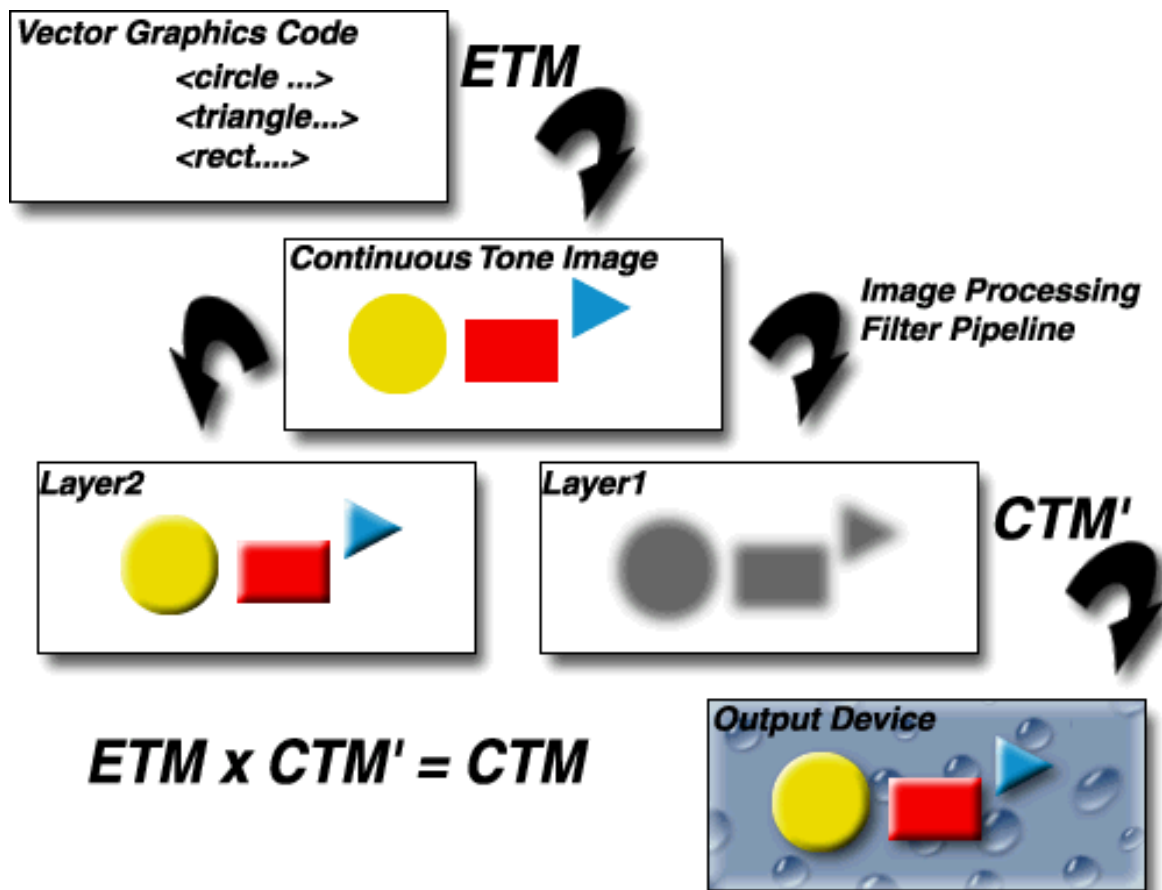 Vector Graphics Code
<circle ...>
<triangle...>
<rect....>
ETM
Continuous Tone Image
Image Processing
Filter Pipeline
Layer2
Layer1
CTM'
ETM x CTM' = CTM
Output Device